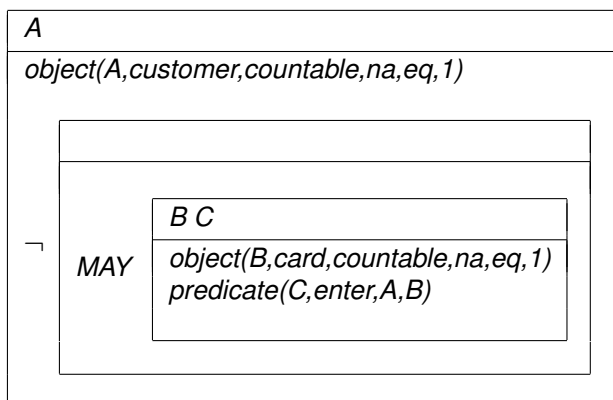 A
object(A,customer,countable,na,eq,1)
B C
¬ MAY object(B,card,countable,na,eq,1)
predicate(C,enter,A,B)